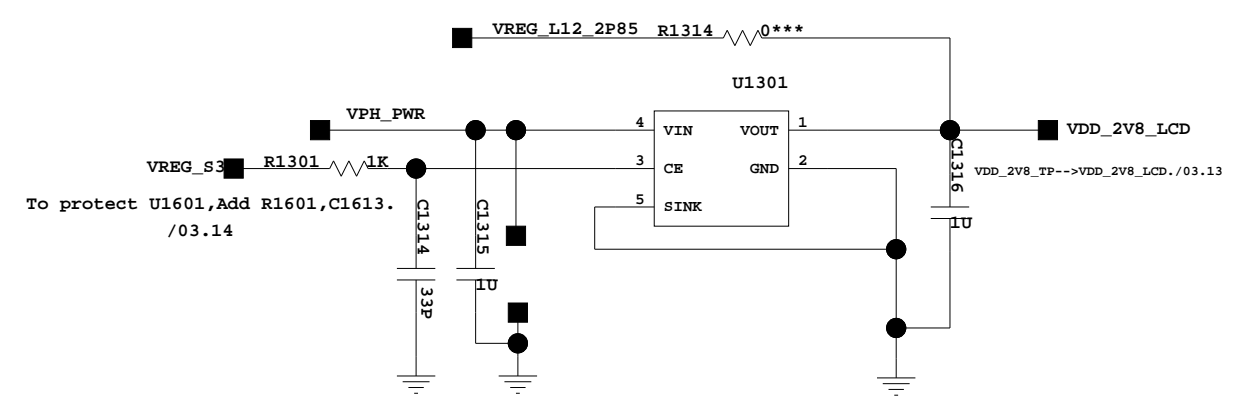 VREG_L12_2P85 R1314 0***
U1301
VPH_PWR
4 VIN VOUT 1
VDD_2V8_LCD
VREG_S3 R1301 1K
3 CE GND 2
C1316
VDD_2V8_TP-->VDD_2V8_LCD./03.13
To protect U1601,Add R1601,C1613.
/03.14
5 SINK
1U
C1314
C1315
1U
33P